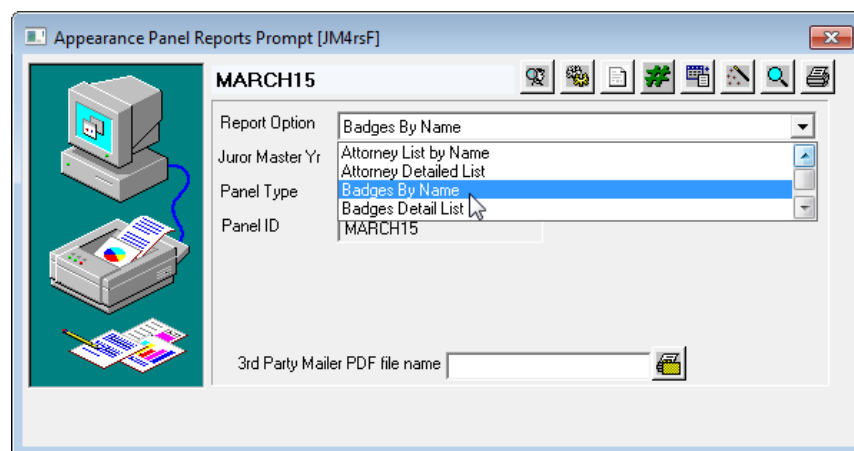 Appearance Panel Reports Prompt [JM4rsF]
MARCH15
Report Option
Badges By Name
Juror Master Yr
Attorney List by Name
Attorney Detailed List
Panel Type
Badges By Name
Badges Detail List
Panel ID
MARCH15
3rd Party Mailer PDF file name